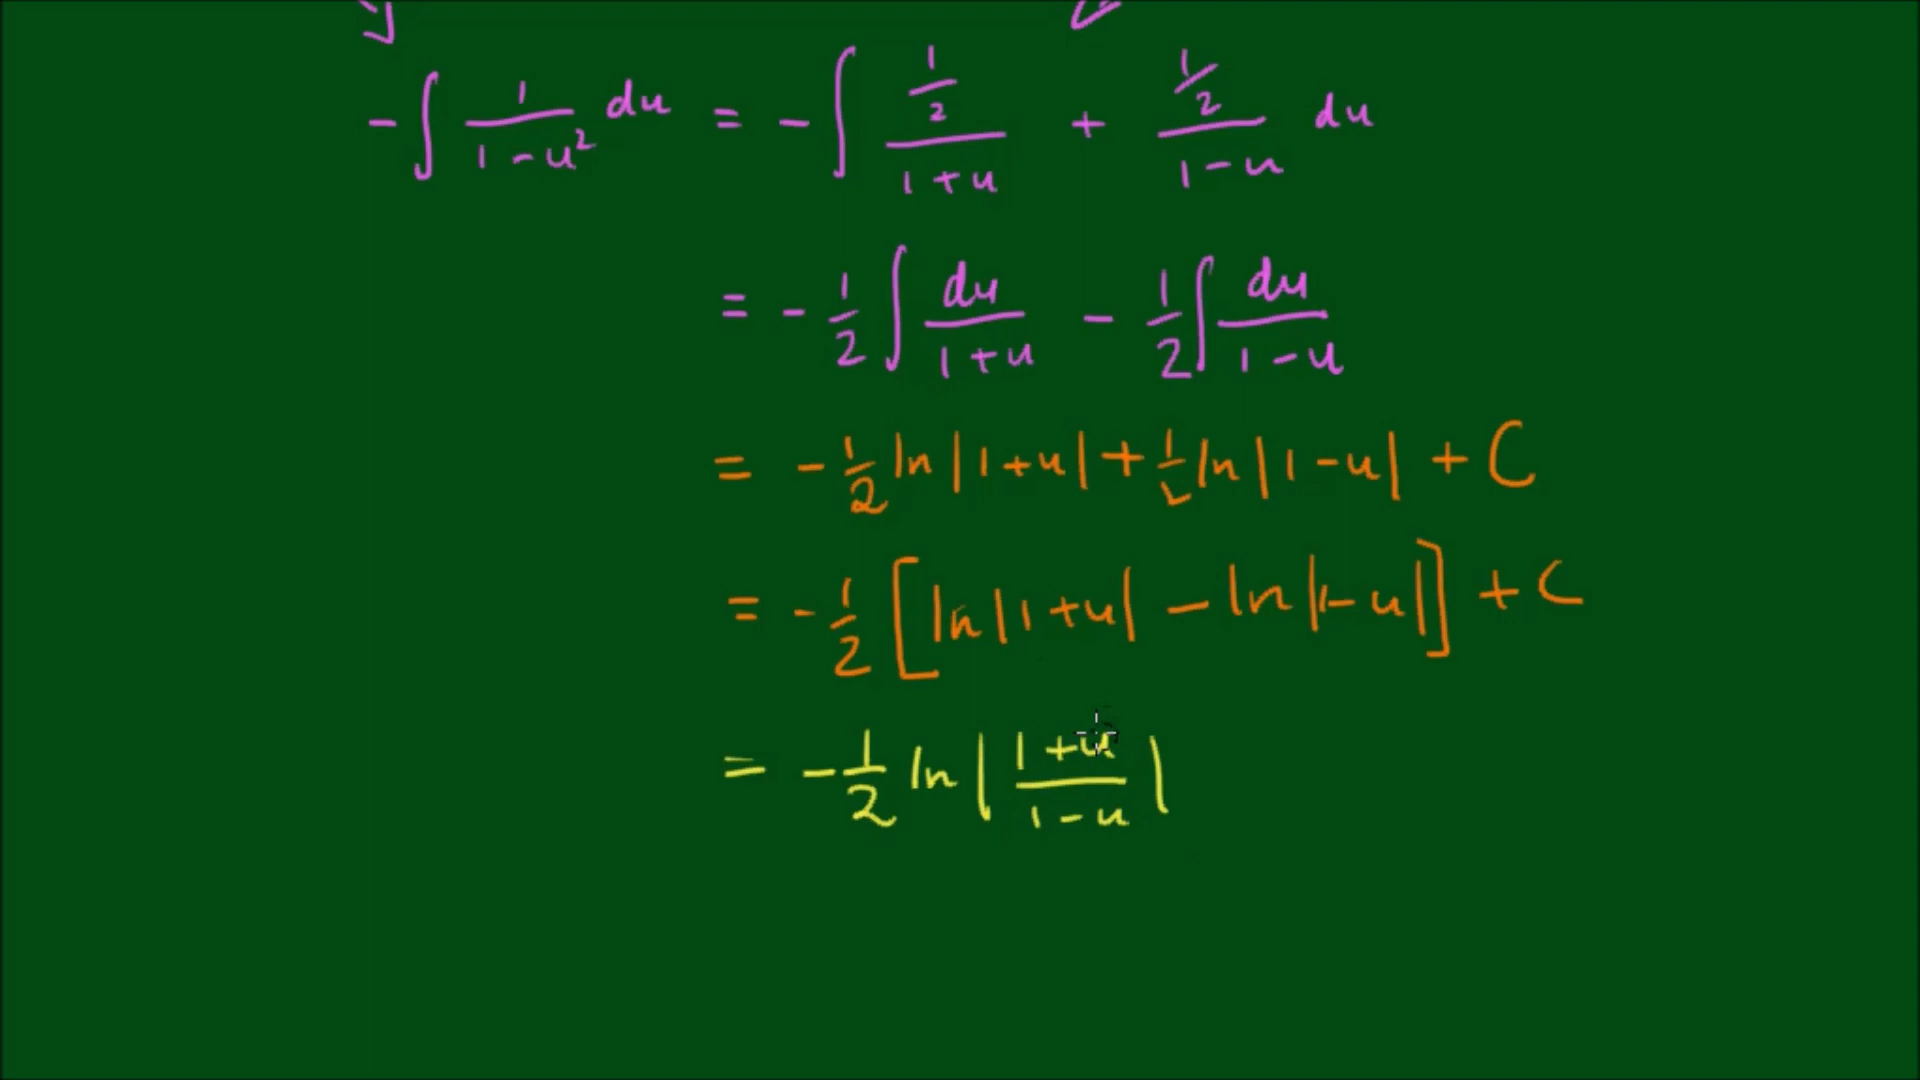 - ∫ 1/(1-u²) du = - ∫ (1/2)/(1+u) + (1/2)/(1-u) du
= - 1/2 ∫ du/(1+u) - 1/2 ∫ du/(1-u)
= - 1/2 ln|1+u| + 1/2 ln|1-u| + C
= - 1/2 [ln|1+u| - ln|1-u|] + C
= - 1/2 ln|(1+u)/(1-u)|